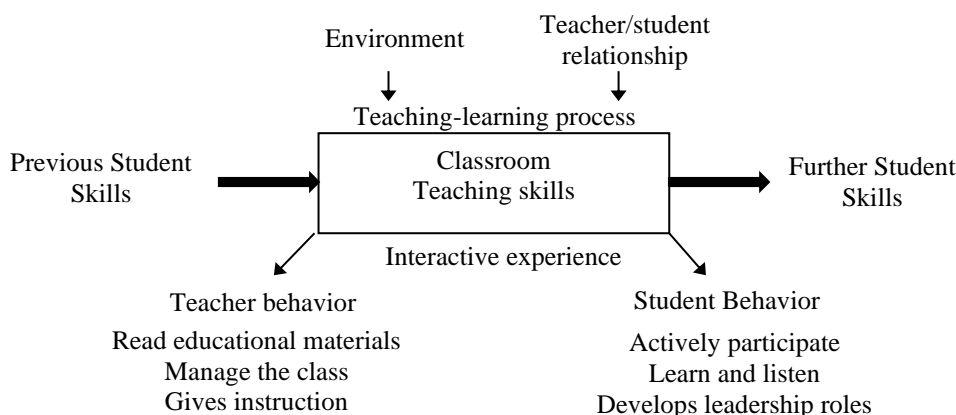 Environment
Teacher/student
relationship
Teaching-learning process
Previous Student
Skills
Classroom
Teaching skills
Further Student
Skills
Interactive experience
Teacher behavior
Read educational materials
Manage the class
Gives instruction
Student Behavior
Actively participate
Learn and listen
Develops leadership roles